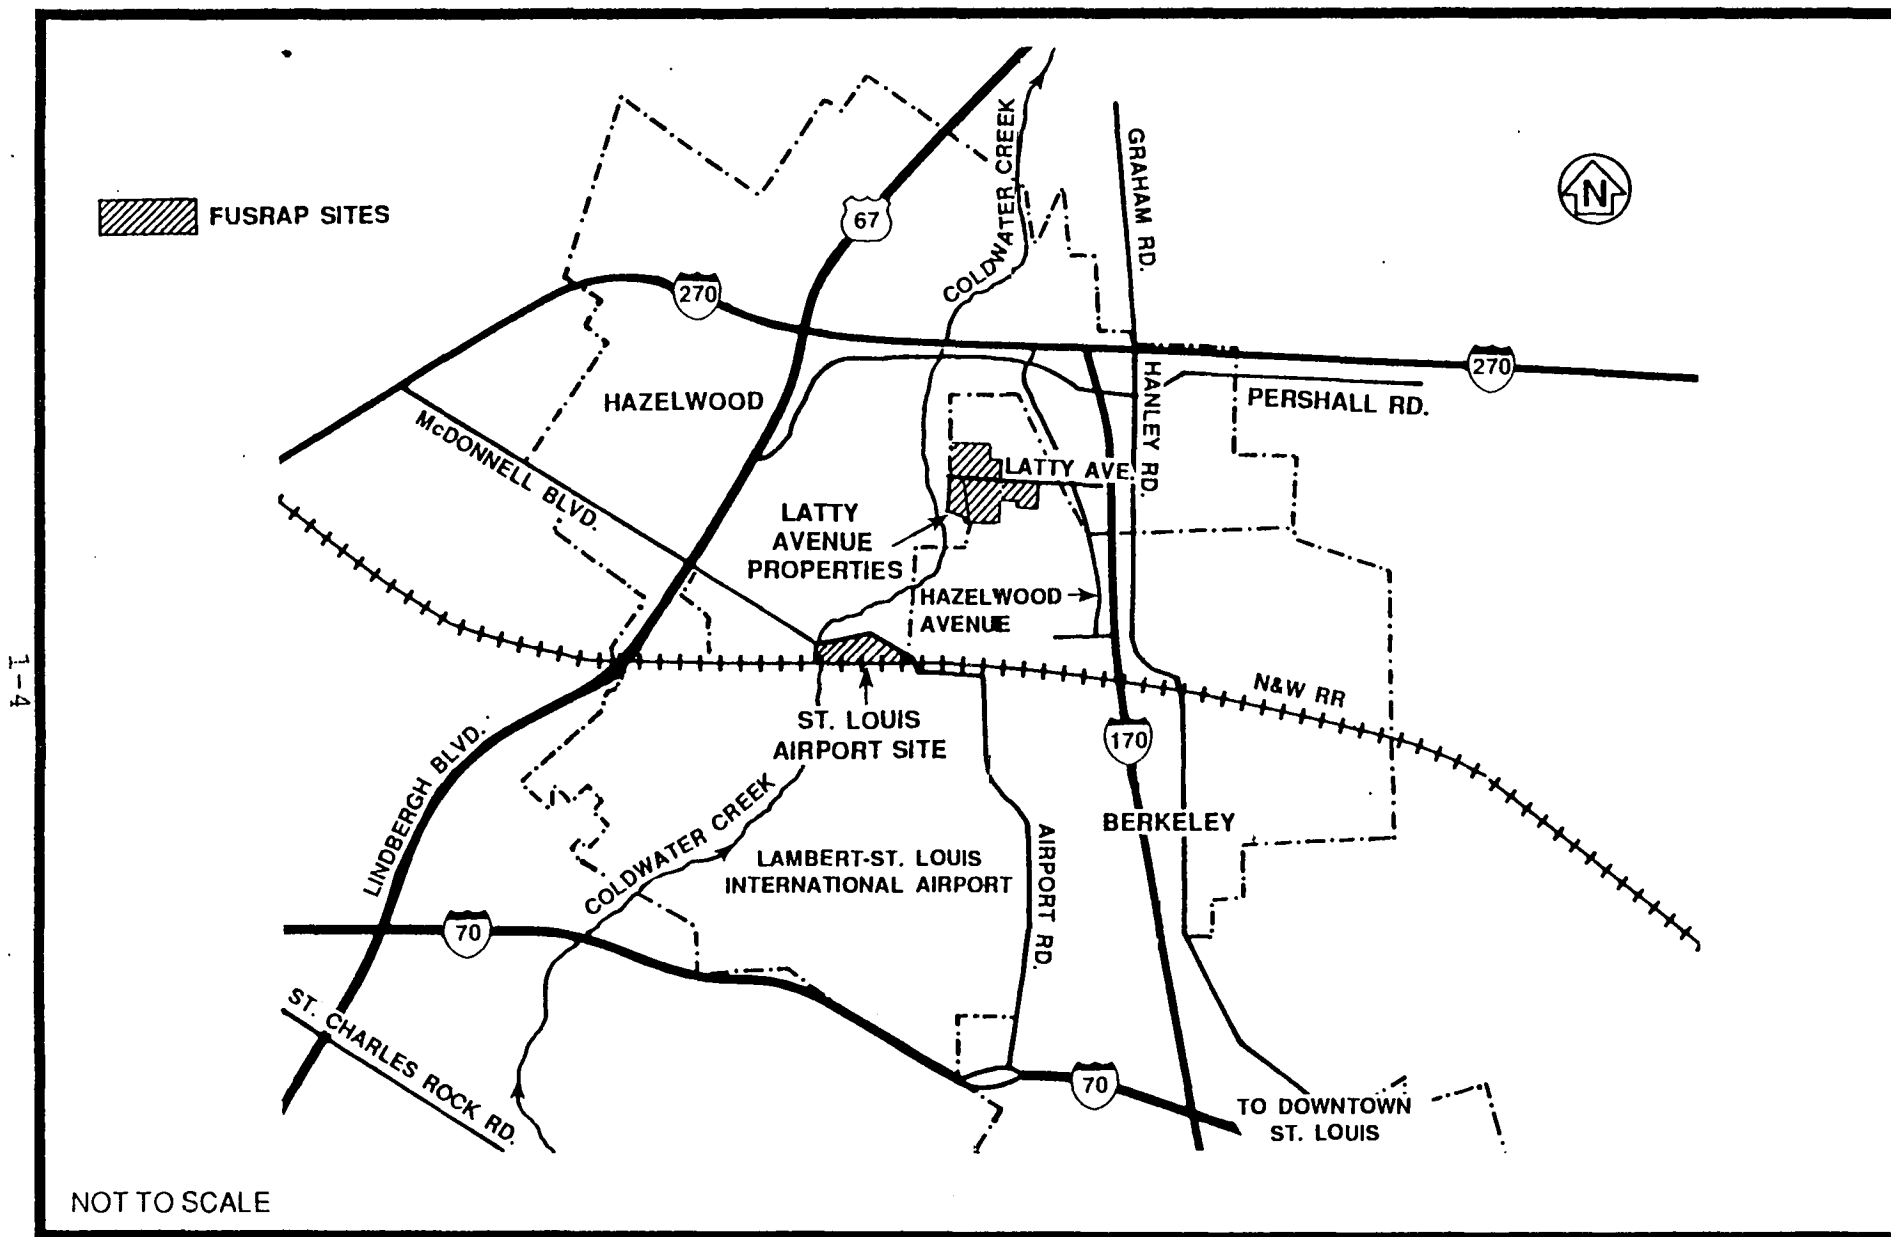 COLDWATER CREEK
GRAHAM RD.
N
FUSRAP SITES
67
270
270
HAZELWOOD
HANLEY RD.
PERSHALL RD.
McDONNELL BLVD.
LATTY AVE.
LATTY
AVENUE
PROPERTIES
HAZELWOOD
AVENUE
N&W RR
1-4
ST. LOUIS
AIRPORT SITE
170
LINDBERGH BLVD.
COLDWATER CREEK
BERKELEY
LAMBERT-ST. LOUIS
INTERNATIONAL AIRPORT
AIRPORT RD.
70
ST. CHARLES ROCK RD.
70
TO DOWNTOWN
ST. LOUIS
NOT TO SCALE